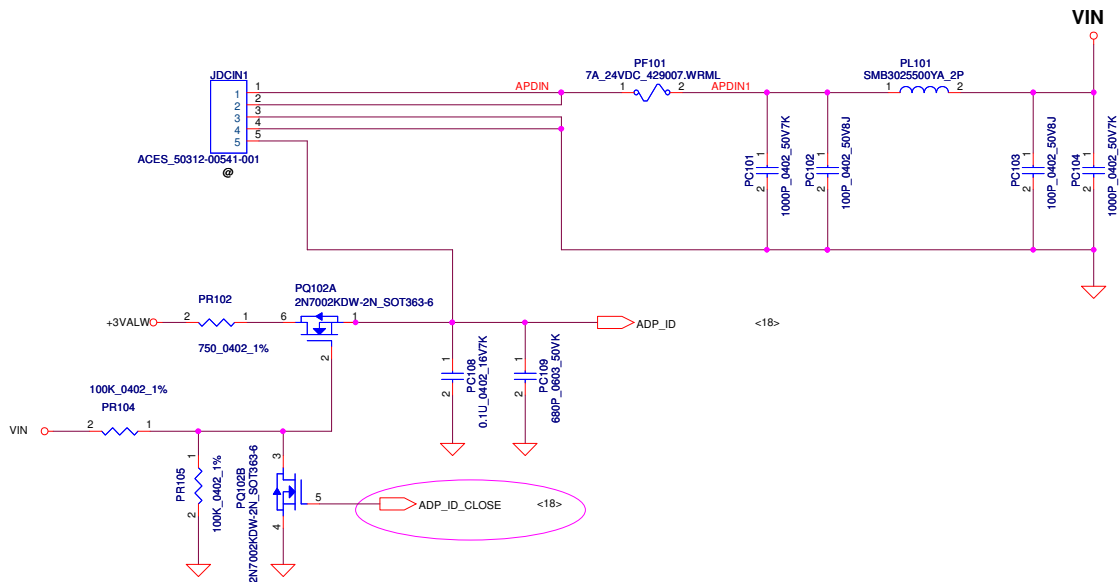 VIN
JDCIN1
1 1
2 2
3 3
4 4
5 5
ACES_50312-00541-001
@
APDIN
PF101
7A_24VDC_429007.WRML
1 2
APDIN1
PL101
SMB3025500YA_2P
1 2
1
2
PC101
1000P_0402_50V7K
1
2
PC102
100P_0402_50V8J
1
2
PC103
100P_0402_50V8J
1
2
PC104
1000P_0402_50V7K
+3VALW
PR102
2 1
750_0402_1%
PQ102A
2N7002KDW-2N_SOT363-6
6 1
2
ADP_ID <18>
1
2
PC108
0.1U_0402_16V7K
1
2
PC109
680P_0603_50VK
100K_0402_1%
PR104
VIN
2 1
1
2
PR105
100K_0402_1%
PQ102B
2N7002KDW-2N_SOT363-6
3
5
4
ADP_ID_CLOSE <18>